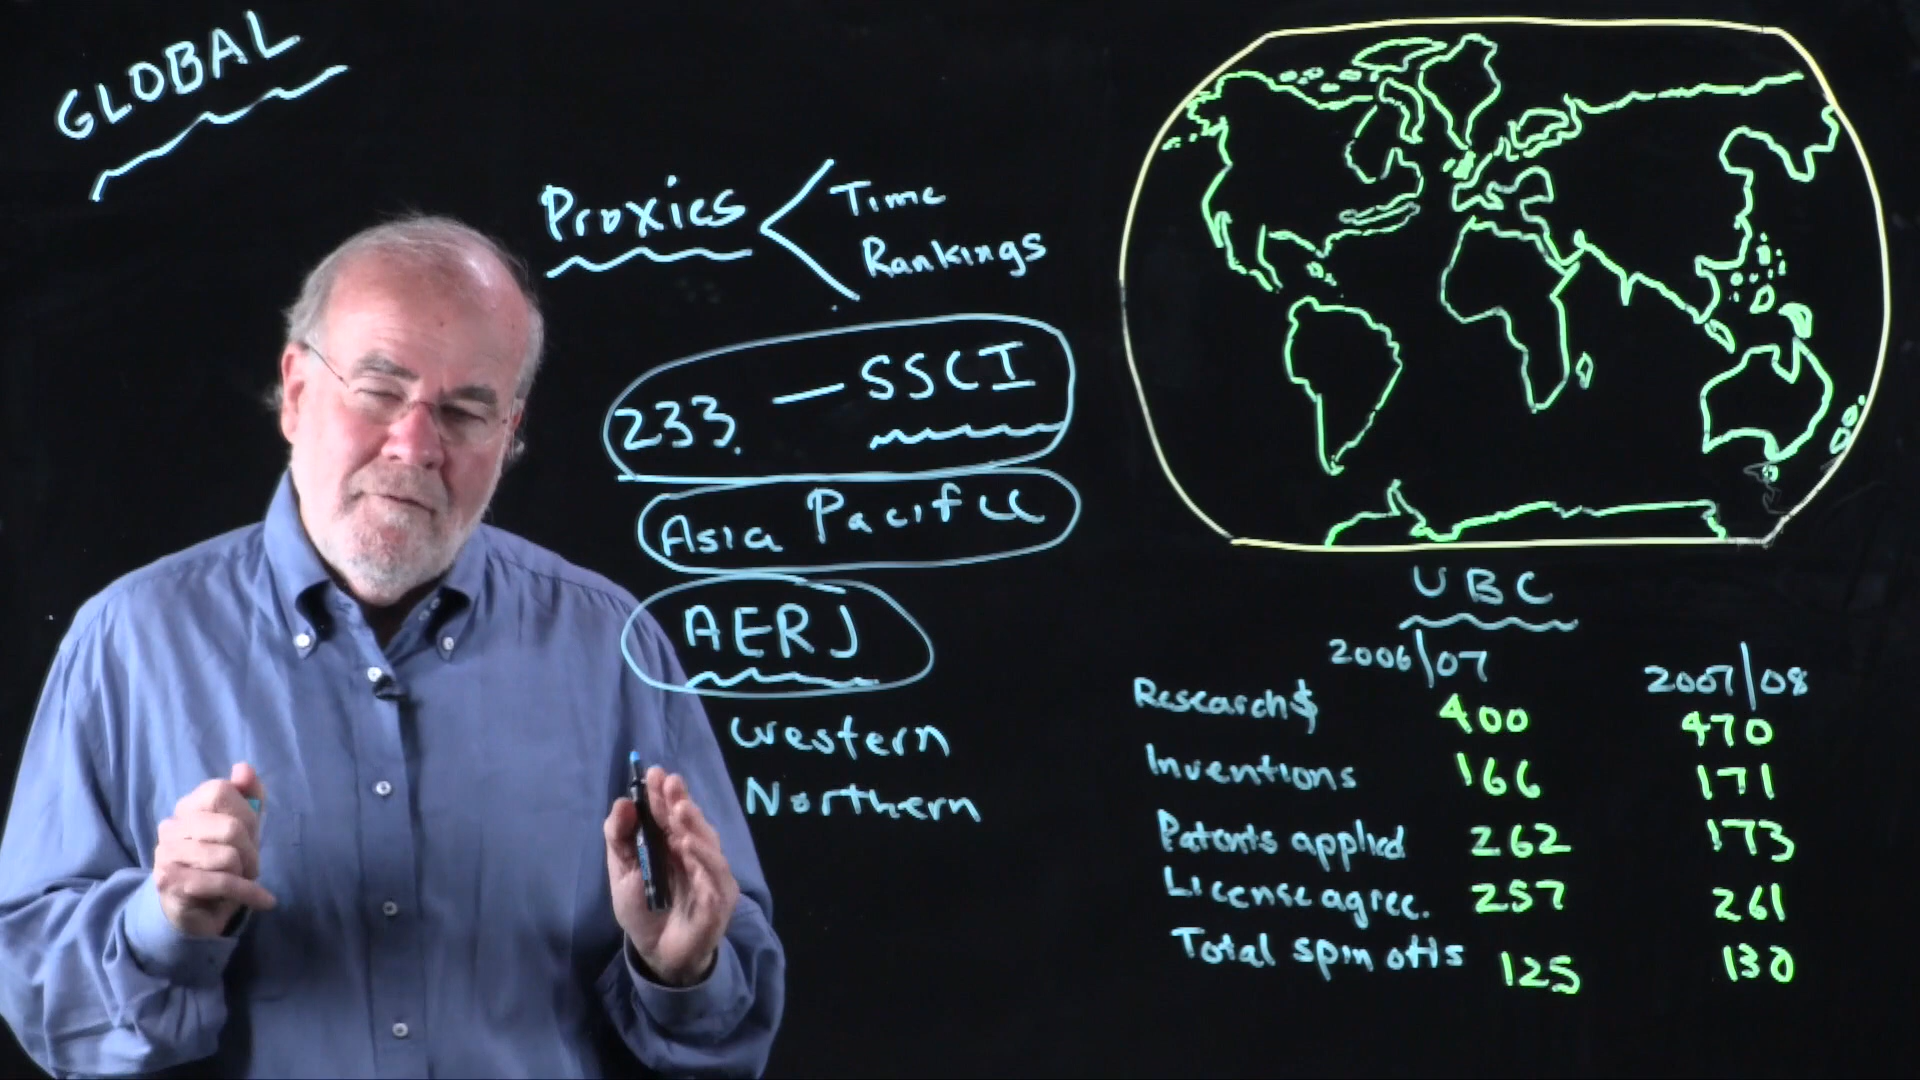 GLOBAL
Proxies
Time
Rankings
233. — SSCI
Asia Pacific
AERJ
Western
Northern
UBC
2006/07 2007/08
Research $ 400 470
Inventions 166 171
Patents applied 262 173
License agree. 257 261
Total spin offs 125 130